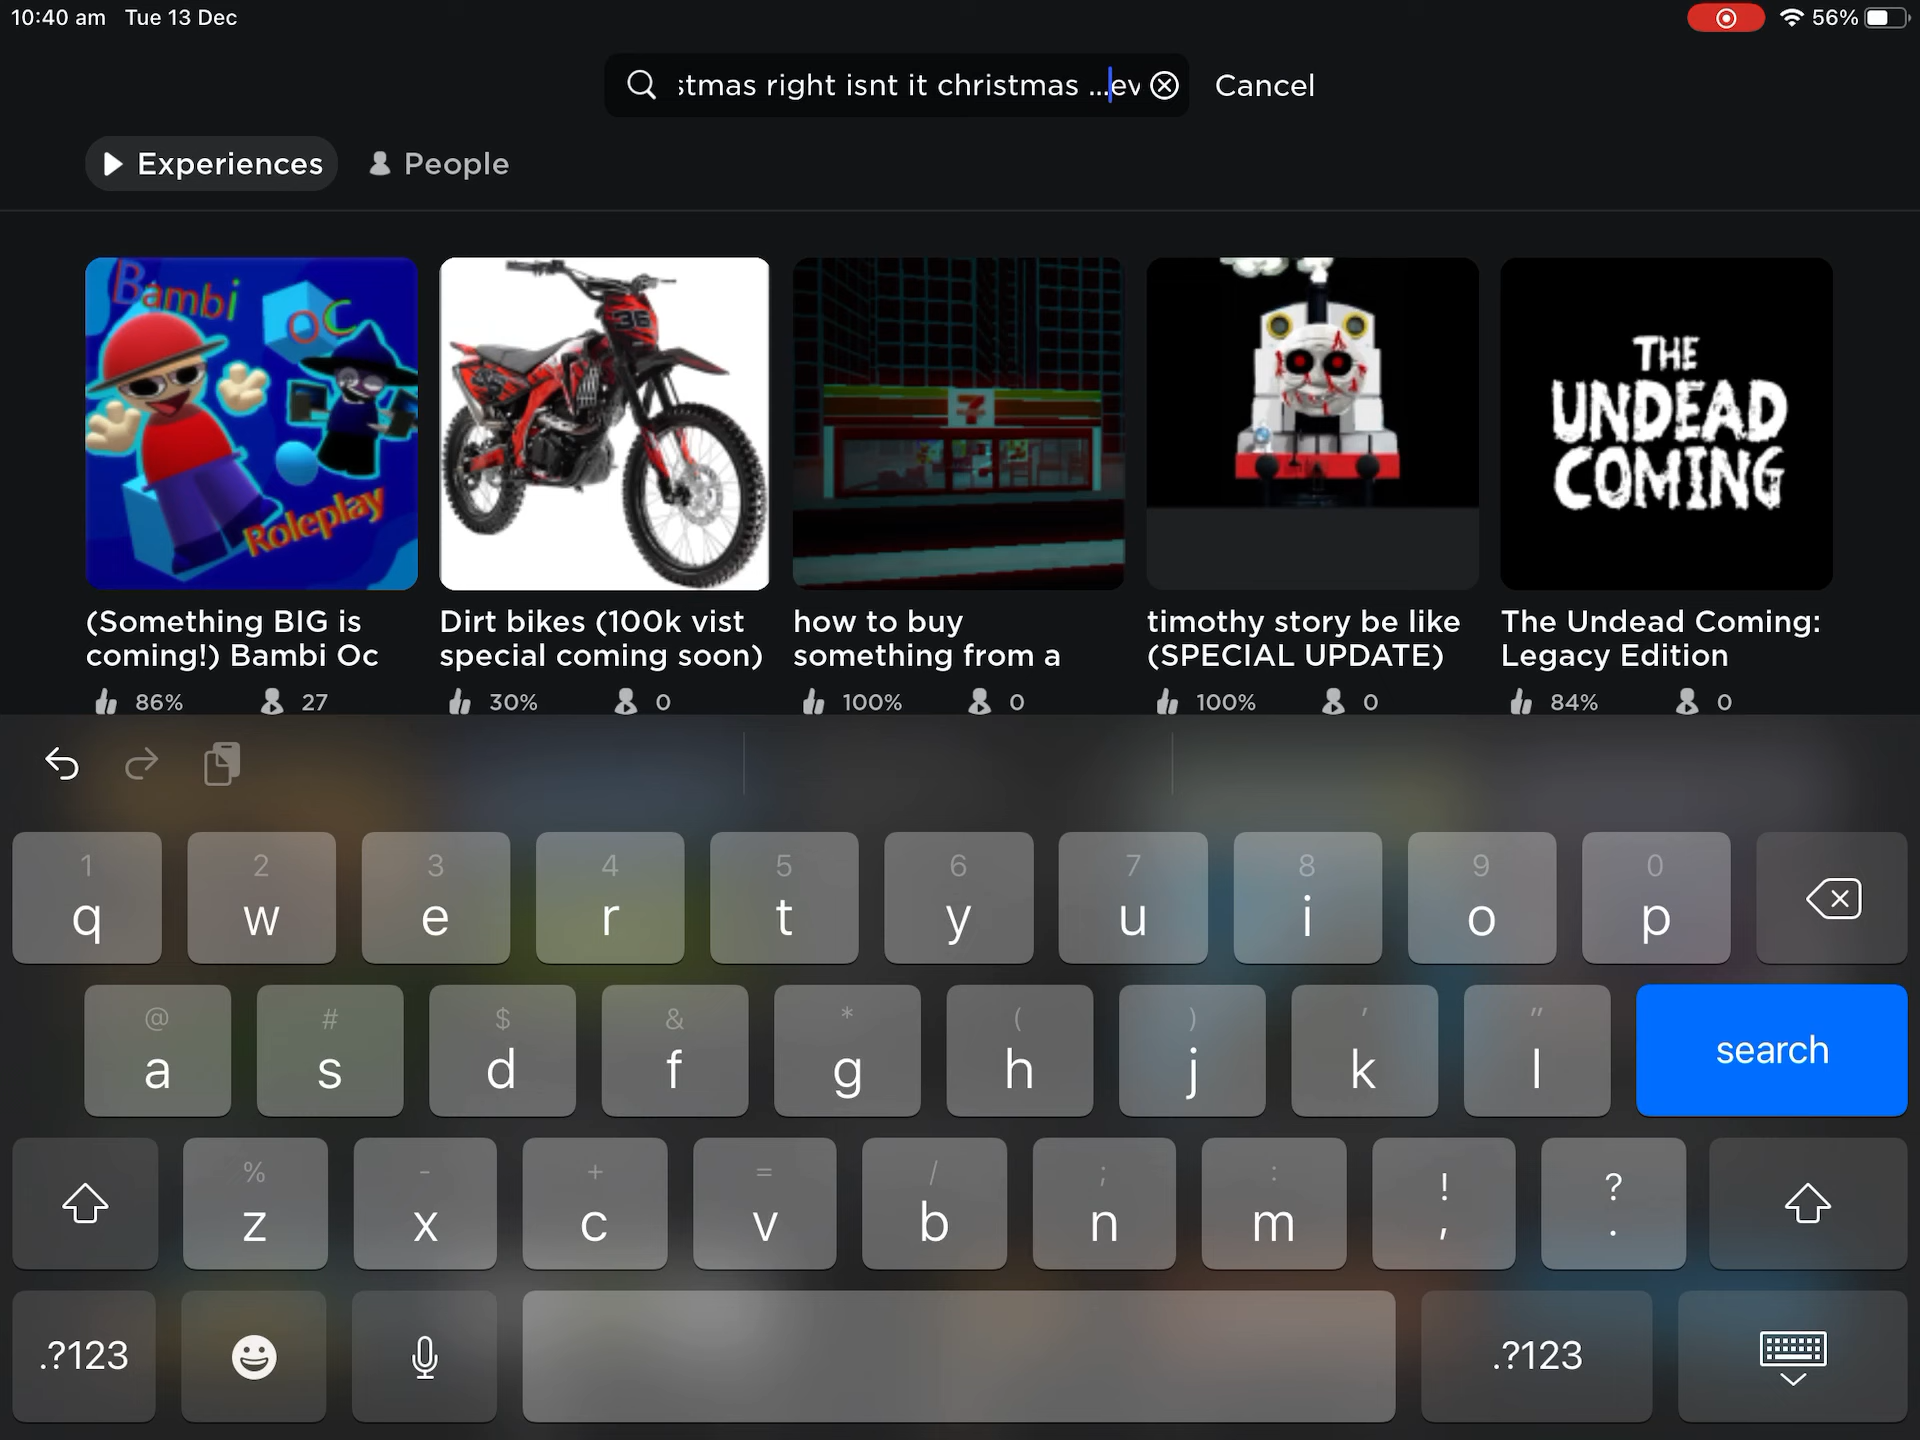 10:40 am Tue 13 Dec
56%
stmas right isnt it christmas ...ev
Cancel
Experiences
People
Bambi
OC
Roleplay
36
7
THE
UNDEAD
COMING
(Something BIG is
coming!) Bambi Oc
86% 27
Dirt bikes (100k vist
special coming soon)
30% 0
how to buy
something from a
100% 0
timothy story be like
(SPECIAL UPDATE)
100% 0
The Undead Coming:
Legacy Edition
84% 0
1 2 3 4 5 6 7 8 9 0
q w e r t y u i o p
@ # $ & * ( ) ' "
a s d f g h j k l
search
% - + = / ; : ! ?
z x c v b n m , .
.?123
.?123